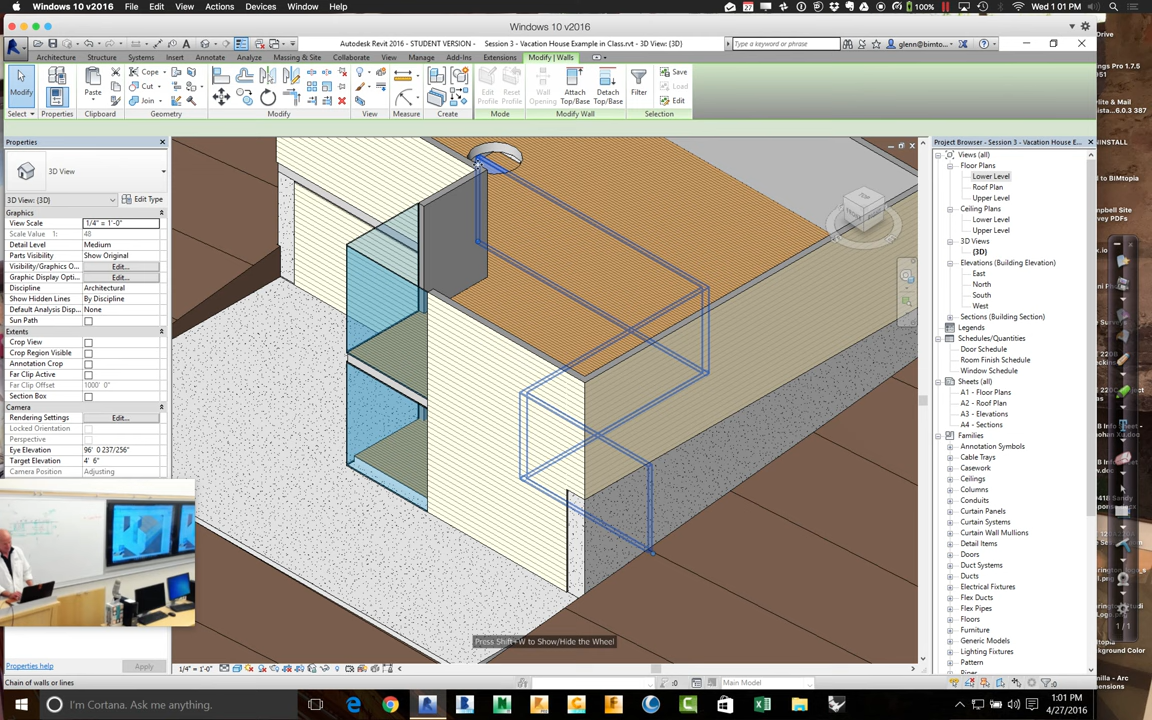 Windows 10 v2016 File Edit View Actions Devices Window Help
100% Wed 1 01 PM
Windows 10 v2016
Autodesk Revit 2016 - STUDENT VERSION - Session 3 - Vacation House Example in Class.rvt - 3D View: {3D}
Type a keyword or phrase
glenn@bimto...
Architecture Structure Systems Insert Annotate Analyze Massing & Site Collaborate View Manage Add-Ins Extensions Modify | Walls
Modify
Properties
Paste
Cope
Cut
Join
Edit Profile
Reset Profile
Wall Opening
Attach Top/Base
Detach Top/Base
Filter
Save
Load
Edit
Select
Properties
Clipboard
Geometry
Modify
View
Measure
Create
Mode
Modify Wall
Selection
Properties
3D View
3D View: {3D}
Edit Type
Graphics
View Scale 1/4" = 1'-0"
Scale Value 1: 48
Detail Level Medium
Parts Visibility Show Original
Visibility/Graphics O... Edit...
Graphic Display Opti... Edit...
Discipline Architectural
Show Hidden Lines By Discipline
Default Analysis Disp... None
Sun Path
Extents
Crop View
Crop Region Visible
Annotation Crop
Far Clip Active
Far Clip Offset 1000' 0"
Section Box
Camera
Rendering Settings Edit...
Locked Orientation
Perspective
Eye Elevation 96' 0 237/256"
Target Elevation 4' 6"
Camera Position Adjusting
Properties help
Apply
Press Shift+W to Show/Hide the Wheel
Project Browser - Session 3 - Vacation House E...
Views (all)
Floor Plans
Lower Level
Roof Plan
Upper Level
Ceiling Plans
Lower Level
Upper Level
3D Views
{3D}
Elevations (Building Elevation)
East
North
South
West
Sections (Building Section)
Legends
Schedules/Quantities
Door Schedule
Room Finish Schedule
Window Schedule
Sheets (all)
A1 - Floor Plans
A2 - Roof Plan
A3 - Elevations
A4 - Sections
Families
Annotation Symbols
Cable Trays
Casework
Ceilings
Columns
Conduits
Curtain Panels
Curtain Systems
Curtain Wall Mullions
Detail Items
Doors
Duct Systems
Ducts
Electrical Fixtures
Flex Ducts
Flex Pipes
Floors
Furniture
Generic Models
Lighting Fixtures
Mass
Mechanical Equipment
Pattern
1/4" = 1'-0"
Chain of walls or lines
:0
Main Model
:0
I'm Cortana. Ask me anything.
1:01 PM
4/27/2016
1/1